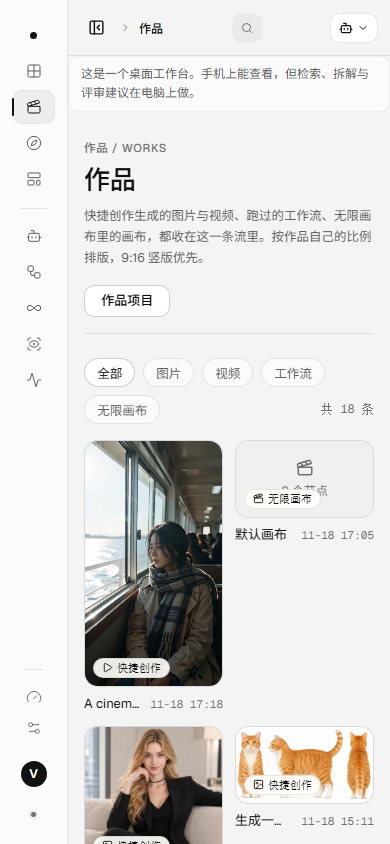 作品
这是一个桌面工作台。手机上能查看，但检索、拆解与
评审建议在电脑上做。
作品 / WORKS
作品
快捷创作生成的图片与视频、跑过的工作流、无限画
布里的画布，都收在这一条流里。按作品自己的比例
排版，9:16 竖版优先。
作品项目
全部 图片 视频 工作流
无限画布 共 18 条
个节点
无限画布
默认画布 11-18 17:05
快捷创作
A cinem… 11-18 17:18
快捷创作
生成一… 11-18 15:11
快捷创作
V